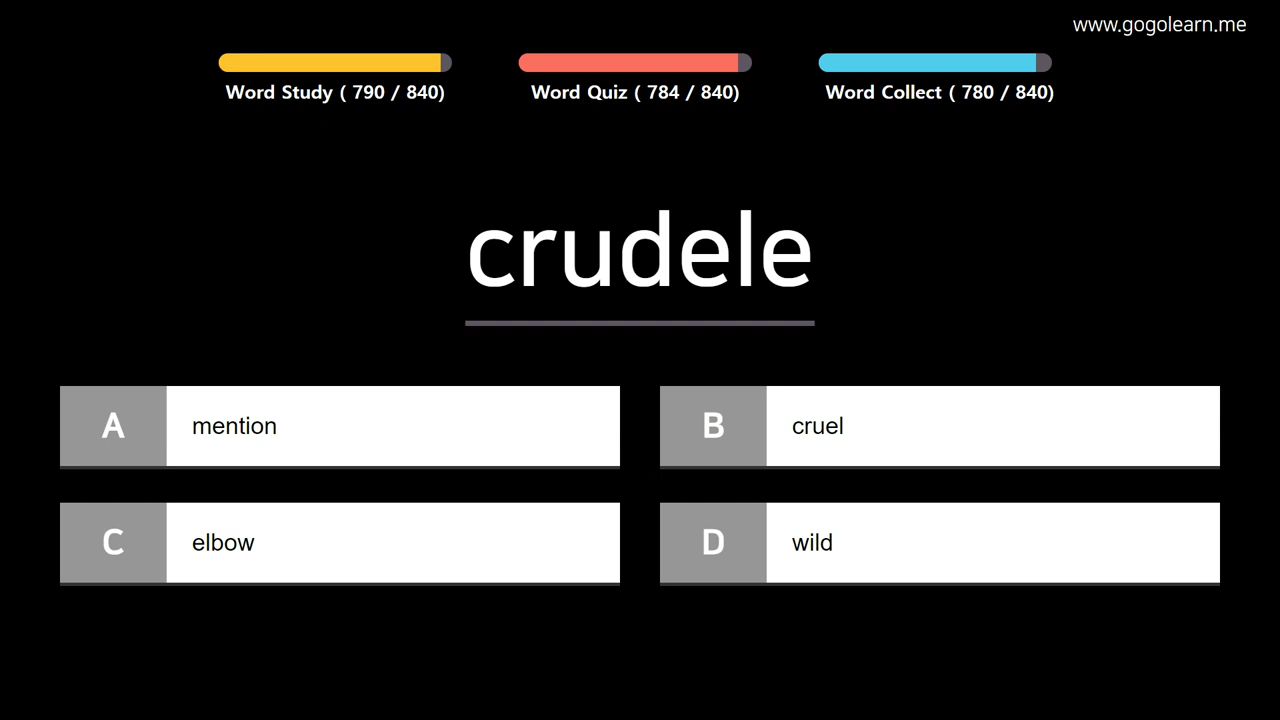 www.gogolearn.me
Word Study ( 790 / 840)
Word Quiz ( 784 / 840)
Word Collect ( 780 / 840)
crudele
A mention
B cruel
C elbow
D wild